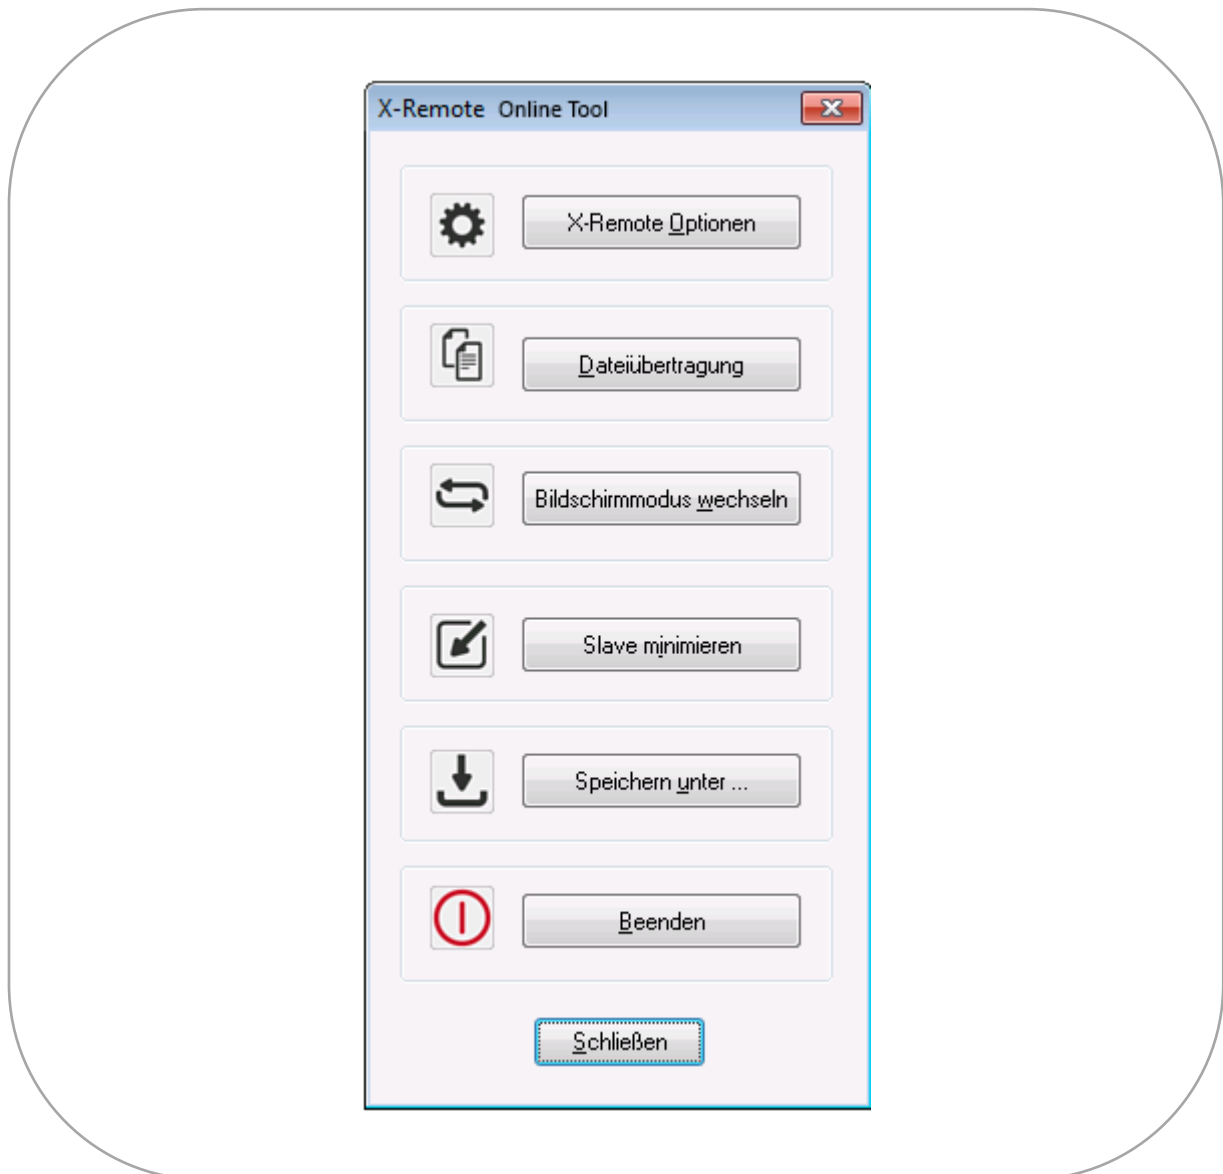 X-Remote Online Tool
X-Remote Optionen
Dateiübertragung
Bildschirmmodus wechseln
Slave minimieren
Speichern unter ...
Beenden
Schließen